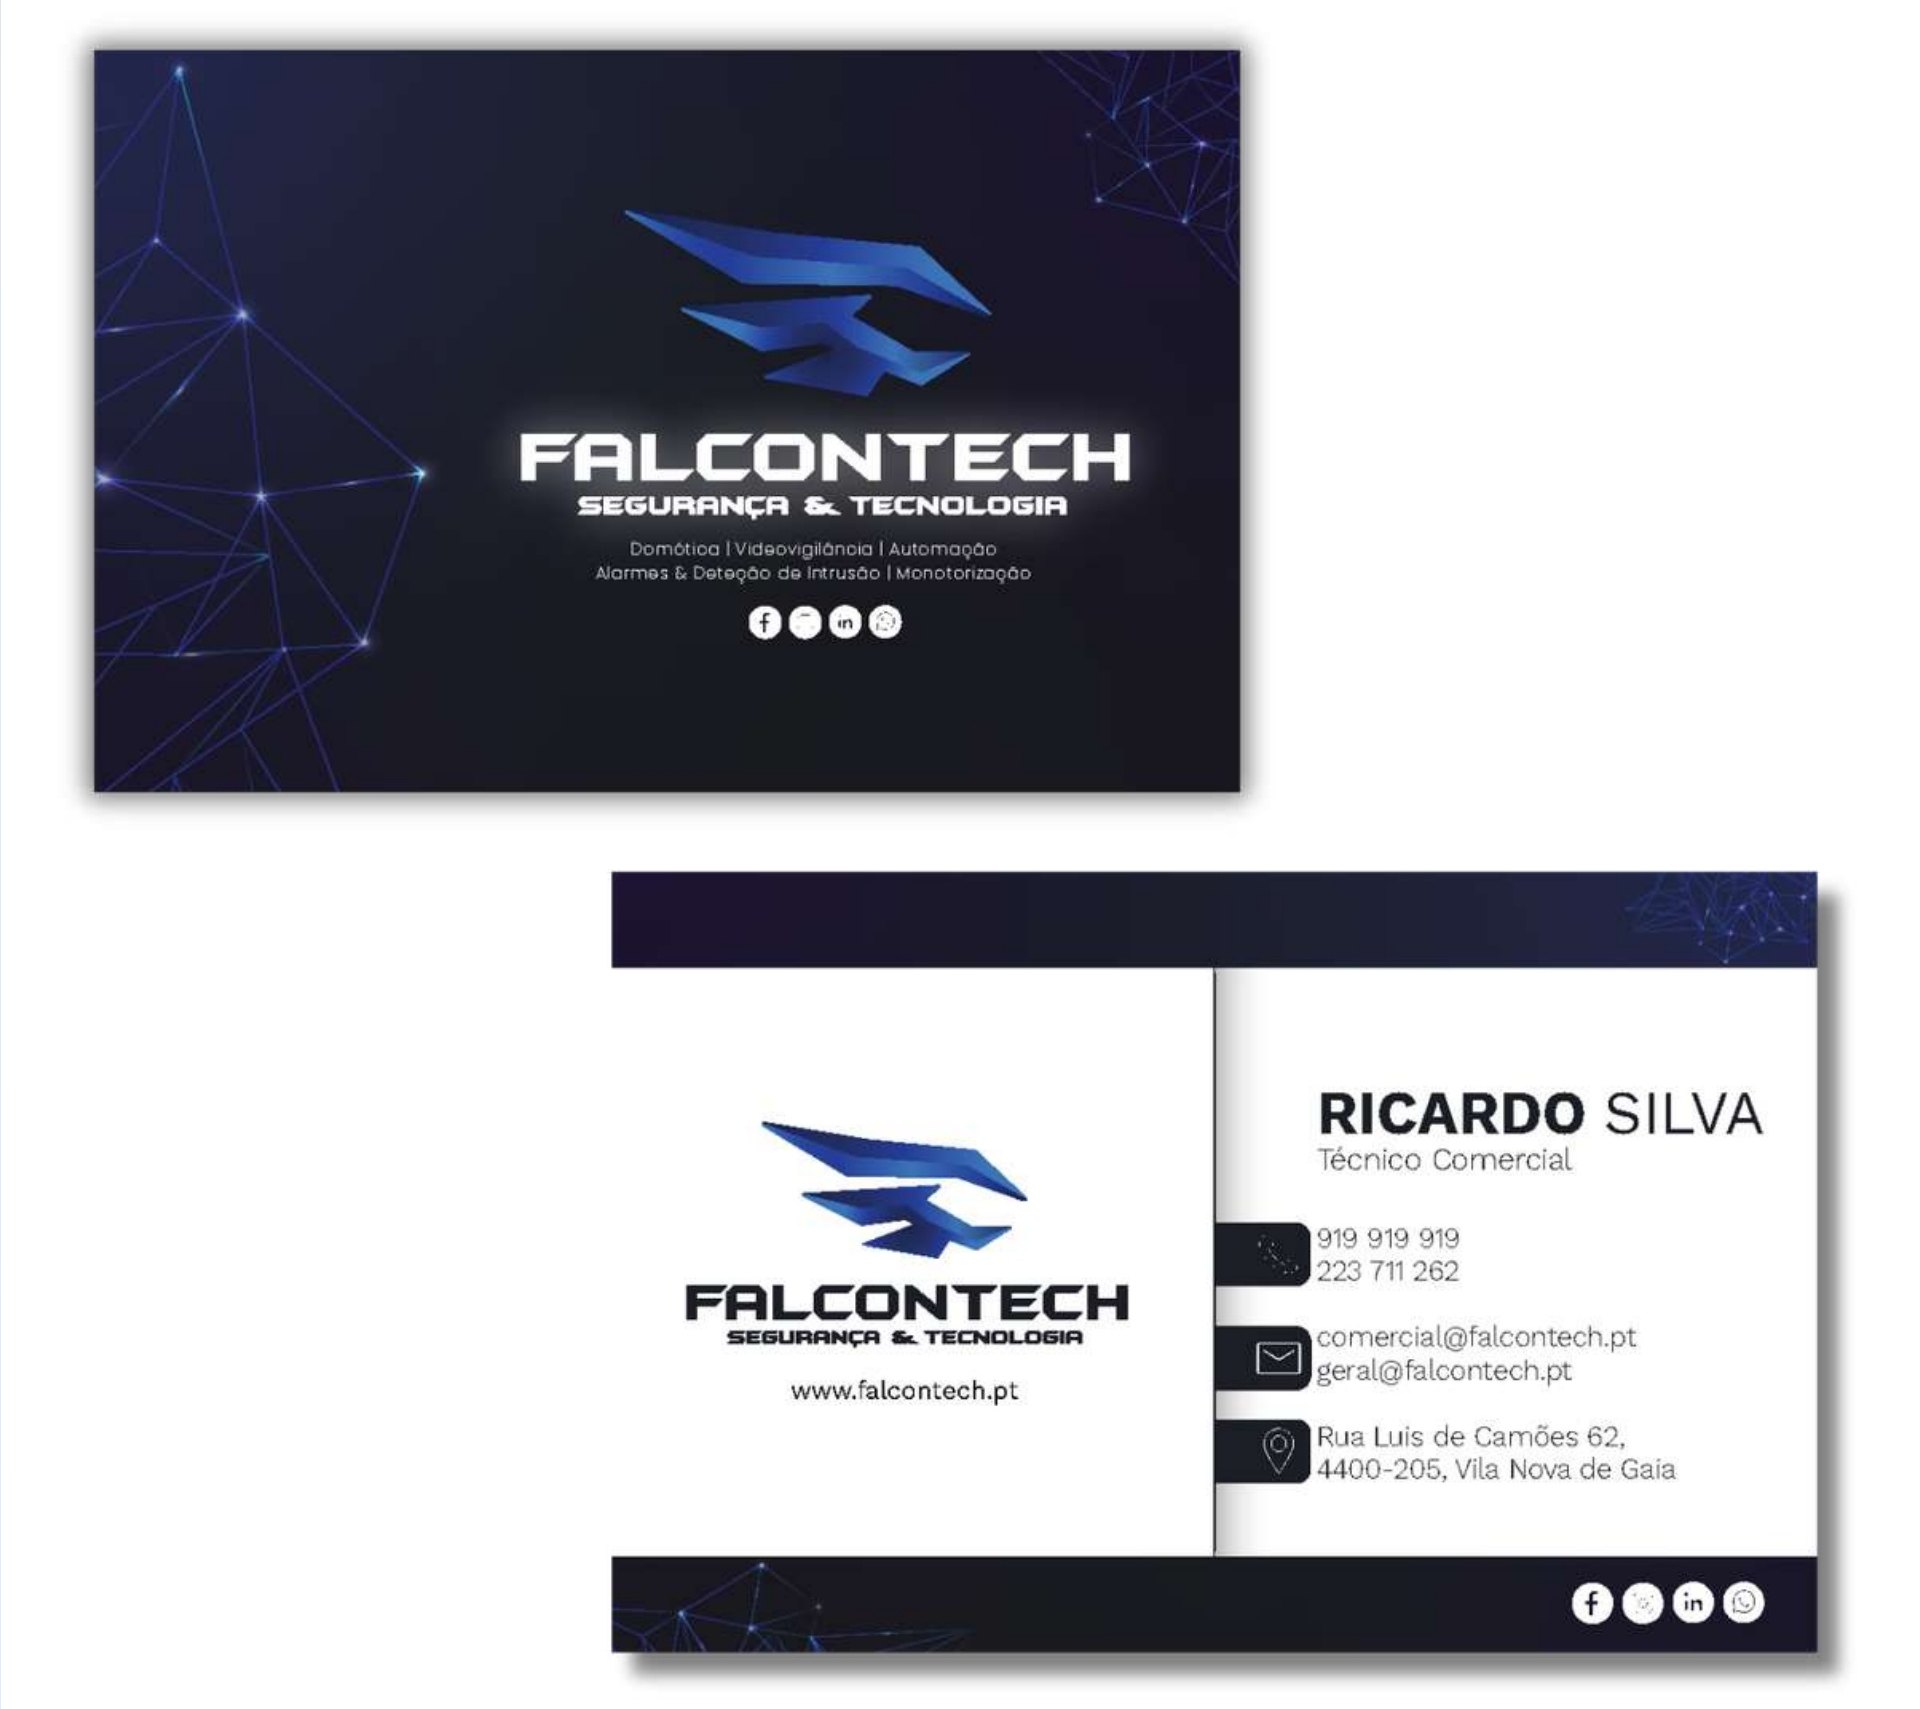 FALCONTECH
SEGURANÇA & TECNOLOGIA
Domótica | Videovigilância | Automação
Alarmes & Deteção de Intrusão | Monotorização
f in
RICARDO SILVA
Técnico Comercial
919 919 919
223 711 262
comercial@falcontech.pt
geral@falcontech.pt
Rua Luis de Camões 62,
4400-205, Vila Nova de Gaia
FALCONTECH
SEGURANÇA & TECNOLOGIA
www.falcontech.pt
f in